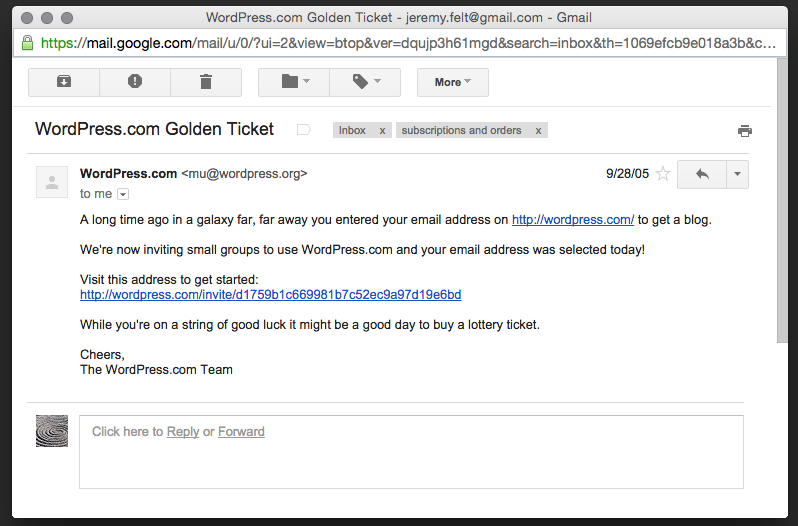 WordPress.com Golden Ticket - jeremy.felt@gmail.com - Gmail
https://mail.google.com/mail/u/0/?ui=2&view=btop&ver=dqujp3h61mgd&search=inbox&th=1069efcb9e018a3b&c...
More
WordPress.com Golden Ticket Inbox x subscriptions and orders x
WordPress.com <mu@wordpress.org> 9/28/05
to me
A long time ago in a galaxy far, far away you entered your email address on http://wordpress.com/ to get a blog.
We're now inviting small groups to use WordPress.com and your email address was selected today!
Visit this address to get started:
http://wordpress.com/invite/d1759b1c669981b7c52ec9a97d19e6bd
While you're on a string of good luck it might be a good day to buy a lottery ticket.
Cheers,
The WordPress.com Team
Click here to Reply or Forward